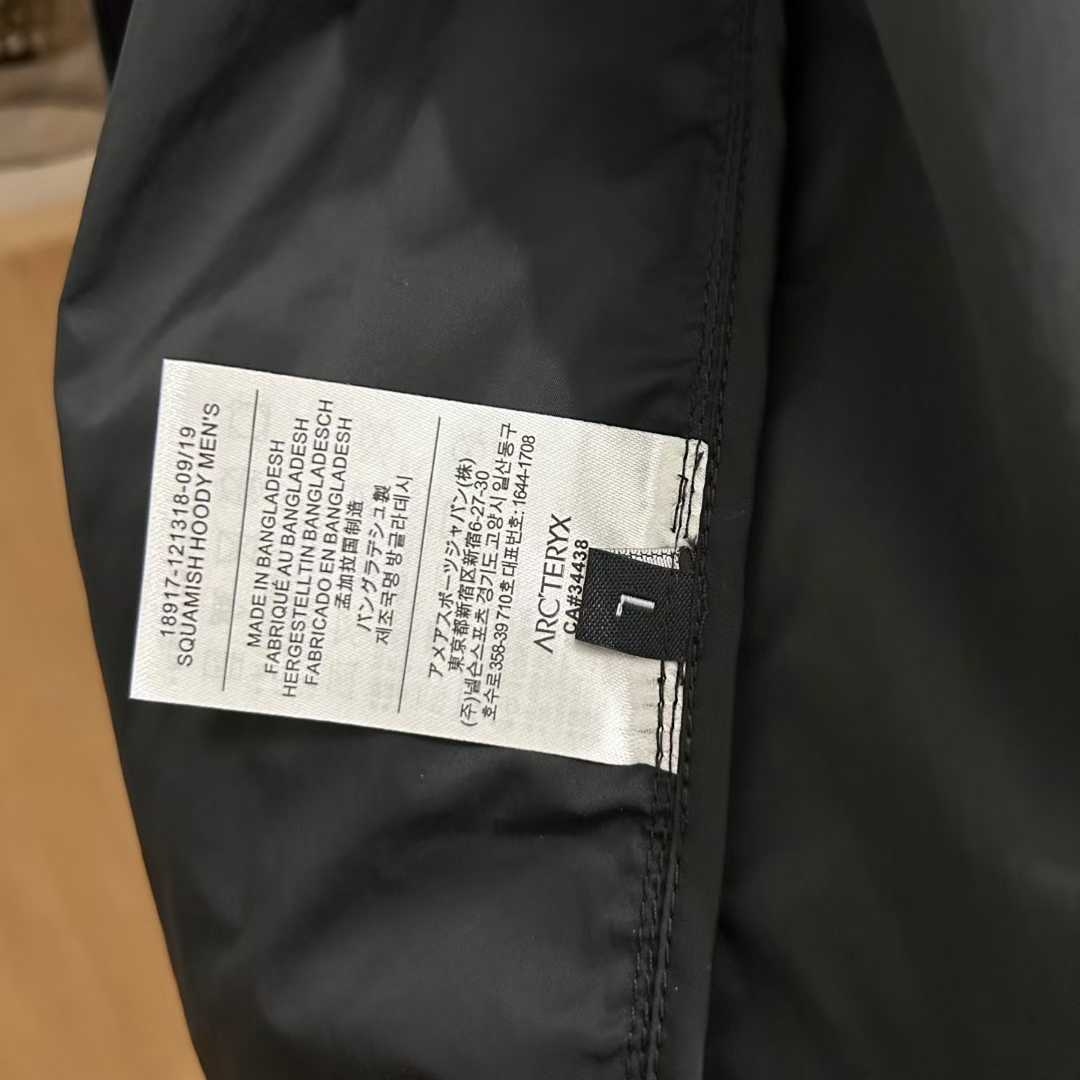 18917-121318-09/19
SQUAMISH HOODY MEN'S
MADE IN BANGLADESH
FABRIQUÉ AU BANGLADESH
HERGESTELLT IN BANGLADESCH
FABRICADO EN BANGLADESH
孟加拉国制造
バングラデシュ製
제조국명 방글라데시
アメアスポーツジャパン(株)
東京都新宿区新宿6-27-30
(주)넬슨스포츠 경기도 고양시 일산동구
호수로358-39 710호 대표번호: 1644-1708
ARC'TERYX
CA#34438
L